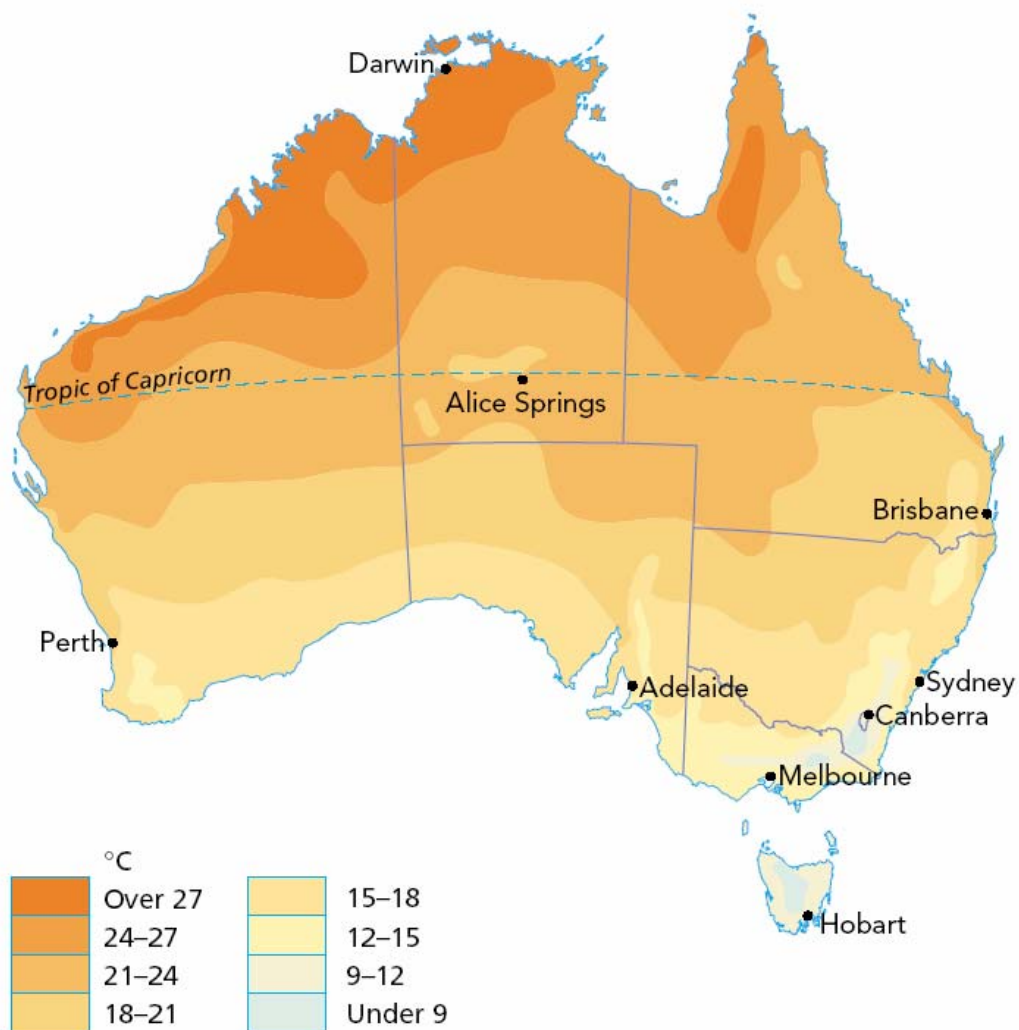 Darwin
Tropic of Capricorn
Alice Springs
Brisbane
Perth
Adelaide
Sydney
Canberra
Melbourne
Hobart
°C
Over 27
24–27
21–24
18–21
15–18
12–15
9–12
Under 9